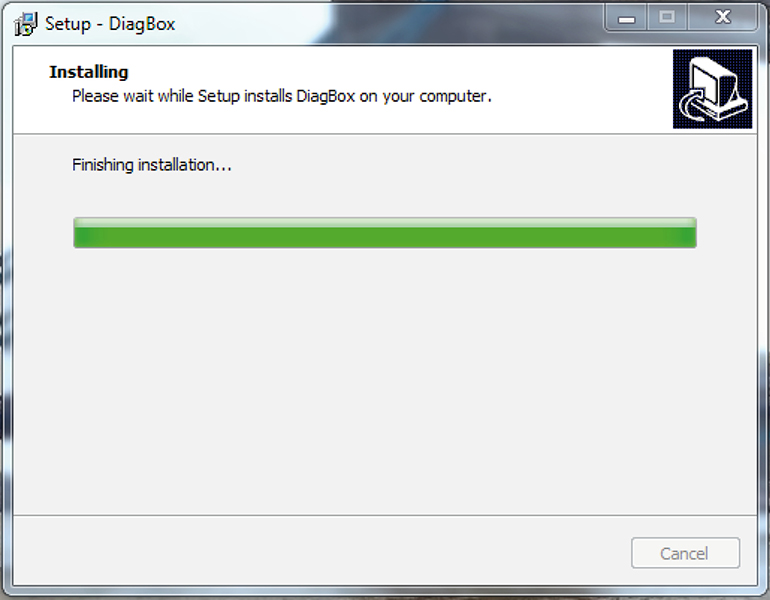 Setup - DiagBox
Installing
Please wait while Setup installs DiagBox on your computer.
Finishing installation...
Cancel